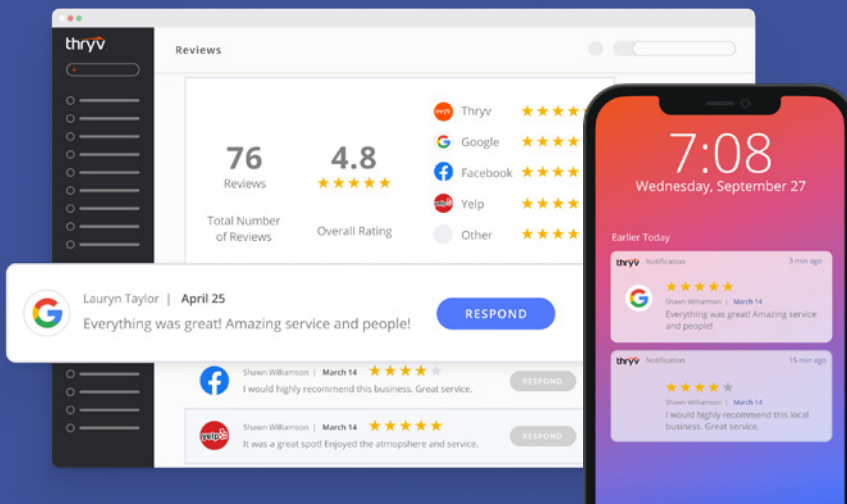 thryv
Reviews
76
Reviews
Total Number
of Reviews
4.8
Overall Rating
Thryv
Google
Facebook
yelp
Yelp
Other
Lauryn Taylor | April 25
Everything was great! Amazing service and people!
RESPOND
Shawn Williamson | March 14
I would highly recommend this business. Great service.
RESPOND
yelp
Shawn Williamson | March 14
It was a great spot! Enjoyed the atmopshere and service.
RESPOND
7:08
Wednesday, September 27
Earlier Today
thryv Notification 3 min ago
Shawn Williamson | March 14
Everything was great! Amazing service
and people!
thryv Notification 15 min ago
Shawn Williamson | March 14
I would highly recommend this local
business. Great service.